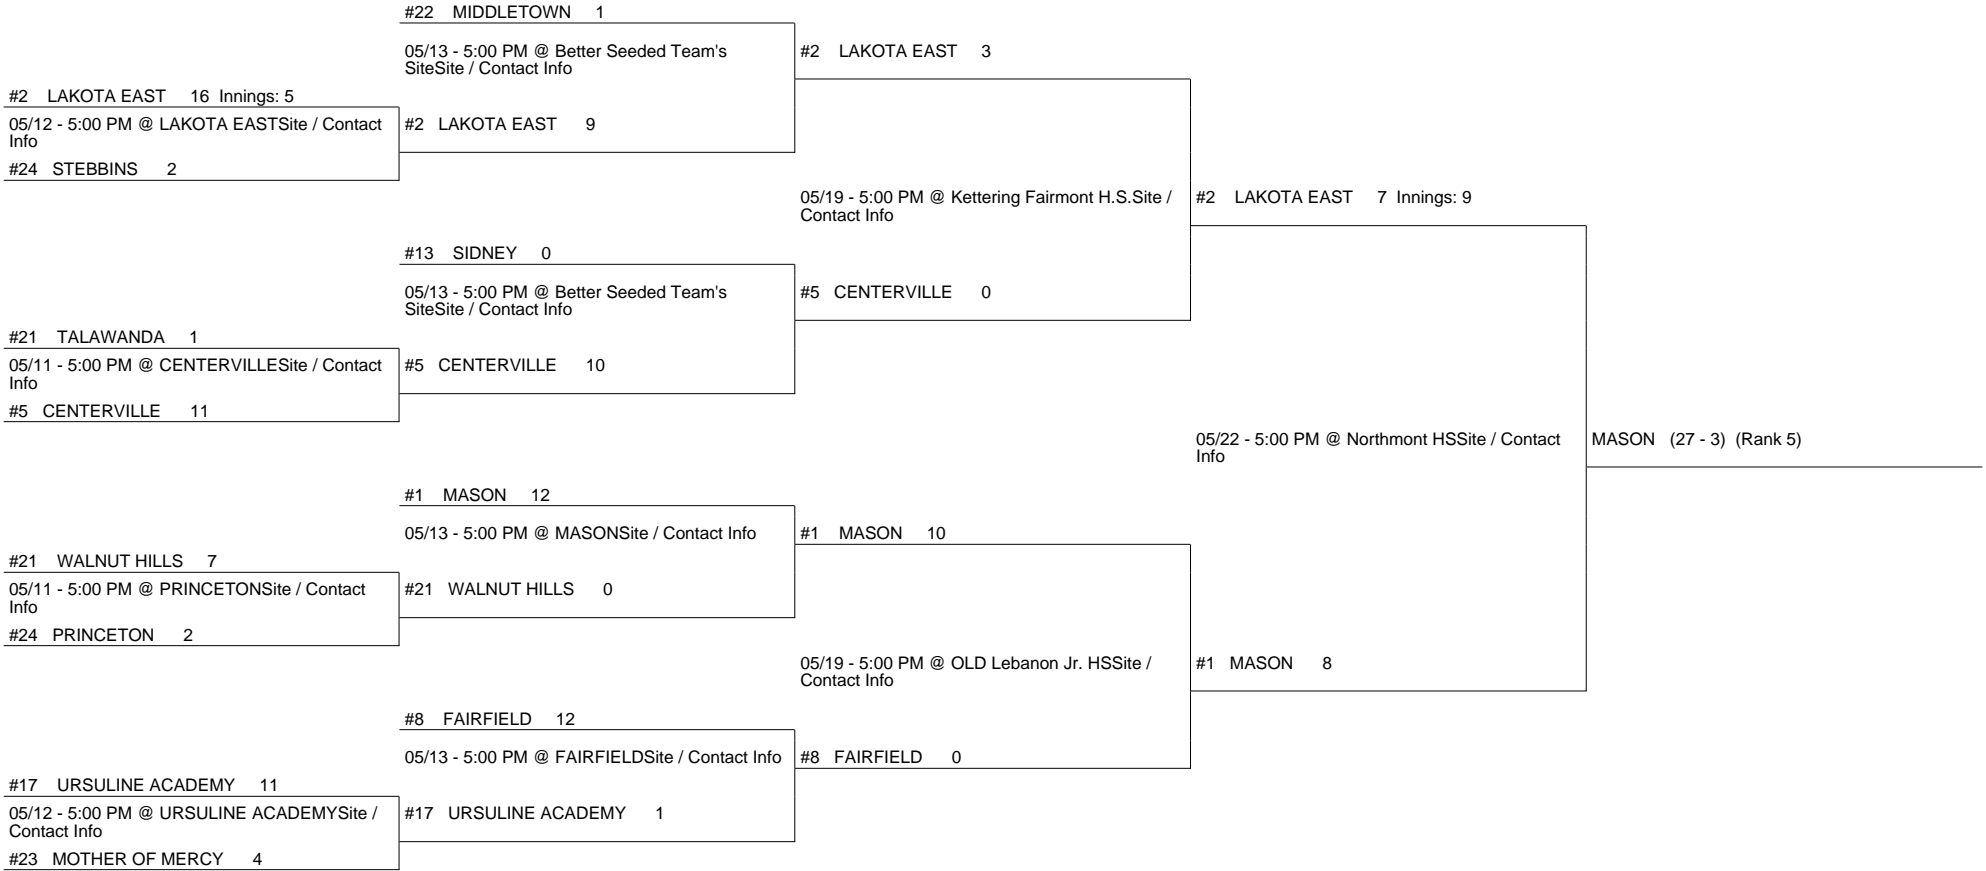 #22 MIDDLETOWN 1
05/13 - 5:00 PM @ Better Seeded Team's
SiteSite / Contact Info
#2 LAKOTA EAST 3
#2 LAKOTA EAST 16 Innings: 5
05/12 - 5:00 PM @ LAKOTA EASTSite / Contact
Info
#2 LAKOTA EAST 9
#24 STEBBINS 2
05/19 - 5:00 PM @ Kettering Fairmont H.S.Site /
Contact Info
#2 LAKOTA EAST 7 Innings: 9
#13 SIDNEY 0
05/13 - 5:00 PM @ Better Seeded Team's
SiteSite / Contact Info
#5 CENTERVILLE 0
#21 TALAWANDA 1
05/11 - 5:00 PM @ CENTERVILLESite / Contact
Info
#5 CENTERVILLE 10
#5 CENTERVILLE 11
05/22 - 5:00 PM @ Northmont HSSite / Contact
Info
MASON (27 - 3) (Rank 5)
#1 MASON 12
05/13 - 5:00 PM @ MASONSite / Contact Info
#1 MASON 10
#21 WALNUT HILLS 7
05/11 - 5:00 PM @ PRINCETONSite / Contact
Info
#21 WALNUT HILLS 0
#24 PRINCETON 2
05/19 - 5:00 PM @ OLD Lebanon Jr. HSSite /
Contact Info
#1 MASON 8
#8 FAIRFIELD 12
05/13 - 5:00 PM @ FAIRFIELDSite / Contact Info
#8 FAIRFIELD 0
#17 URSULINE ACADEMY 11
05/12 - 5:00 PM @ URSULINE ACADEMYSite /
Contact Info
#17 URSULINE ACADEMY 1
#23 MOTHER OF MERCY 4